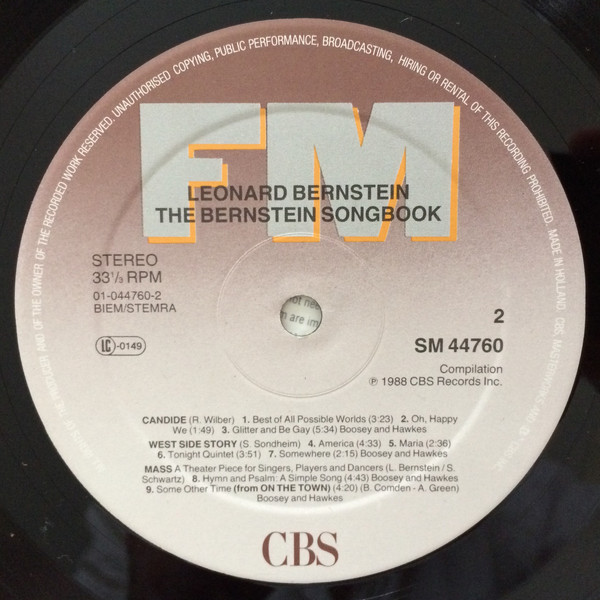 UNAUTHORISED COPYING, PUBLIC PERFORMANCE, BROADCASTING, HIRING OR RENTAL OF THIS RECORDING PROHIBITED. MADE IN HOLLAND.
OF THE PRODUCER AND OF THE OWNER OF THE RECORDED WORK RESERVED.
FM
LEONARD BERNSTEIN
THE BERNSTEIN SONGBOOK
STEREO
33⅓ RPM
01-044760-2
BIEM/STEMRA
LC-0149
2
SM 44760
Compilation
℗ 1988 CBS Records Inc.
CANDIDE (R. Wilber) 1. Best of All Possible Worlds (3:23) 2. Oh, Happy
We (1:49) 3. Glitter and Be Gay (5:34) Boosey and Hawkes
WEST SIDE STORY (S. Sondheim) 4. America (4:33) 5. Maria (2:36)
6. Tonight Quintet (3:51) 7. Somewhere (2:15) Boosey and Hawkes
MASS A Theater Piece for Singers, Players and Dancers (L. Bernstein / S.
Schwartz) 8. Hymn and Psalm: A Simple Song (4:43) Boosey and Hawkes
9. Some Other Time (from ON THE TOWN) (4:20) (B. Comden - A. Green)
Boosey and Hawkes
CBS